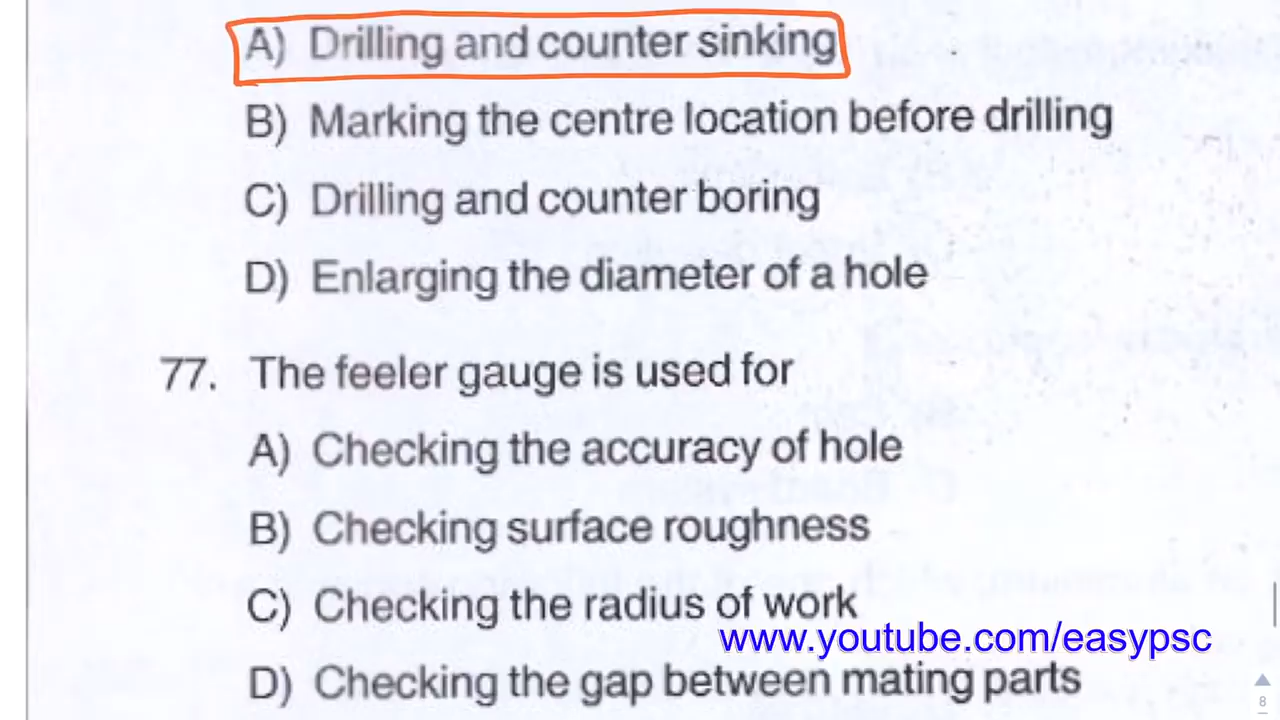 A) Drilling and counter sinking
B) Marking the centre location before drilling
C) Drilling and counter boring
D) Enlarging the diameter of a hole
77. The feeler gauge is used for
A) Checking the accuracy of hole
B) Checking surface roughness
C) Checking the radius of work
www.youtube.com/easypsc
D) Checking the gap between mating parts
8